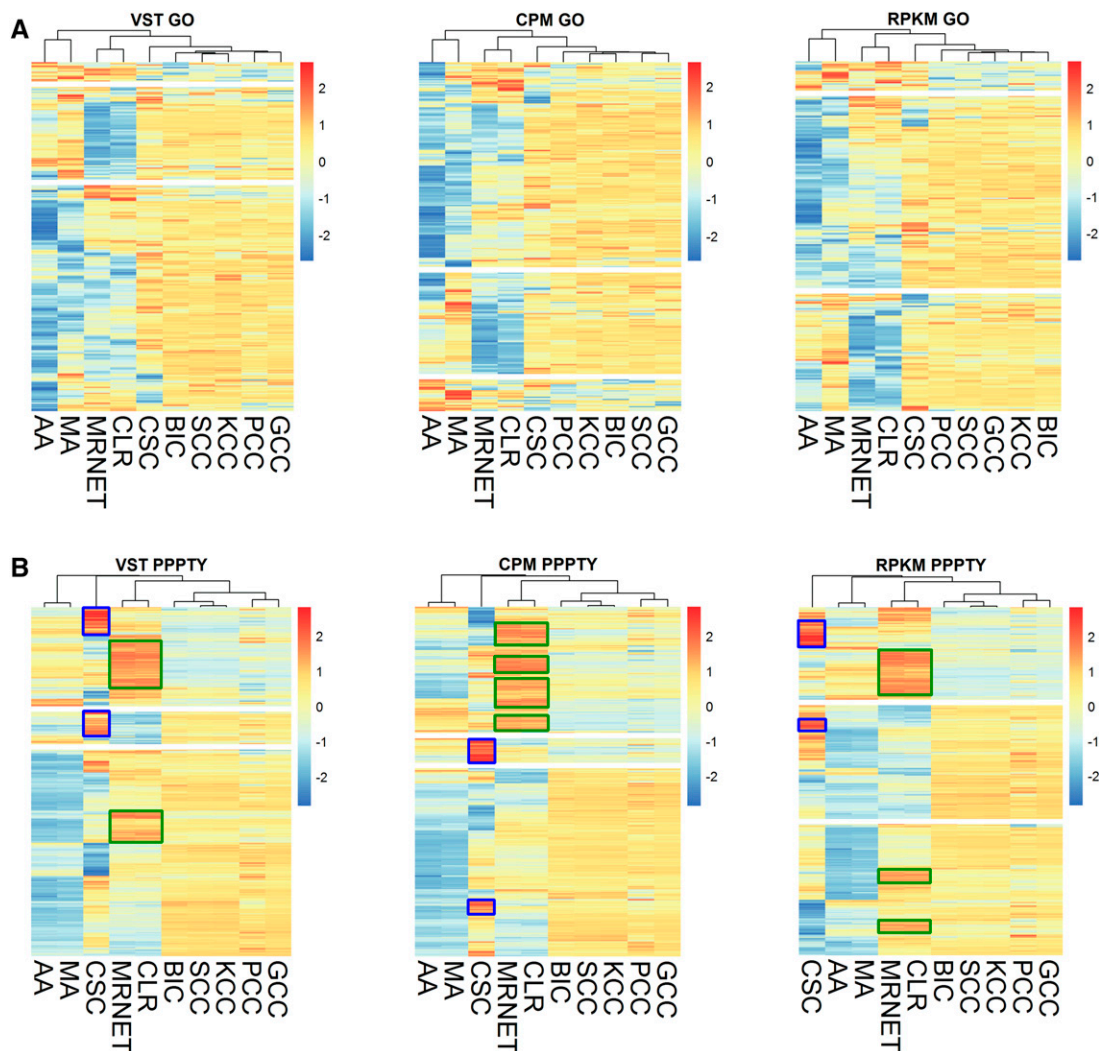 A
VST GO
CPM GO
RPKM GO
2
1
0
-1
-2
2
1
0
-1
-2
2
1
0
-1
-2
AA MA MRNET CLR CSC BIC SCC KCC PCC GCC
AA MA MRNET CLR CSC PCC KCC BIC SCC GCC
AA MA MRNET CLR CSC PCC SCC GCC KCC BIC
B
VST PPPTY
CPM PPPTY
RPKM PPPTY
2
1
0
-1
-2
2
1
0
-1
-2
2
1
0
-1
-2
AA MA CSC MRNET CLR BIC SCC KCC PCC GCC
AA MA CSC MRNET CLR BIC SCC KCC PCC GCC
CSC AA MA MRNET CLR BIC SCC KCC PCC GCC